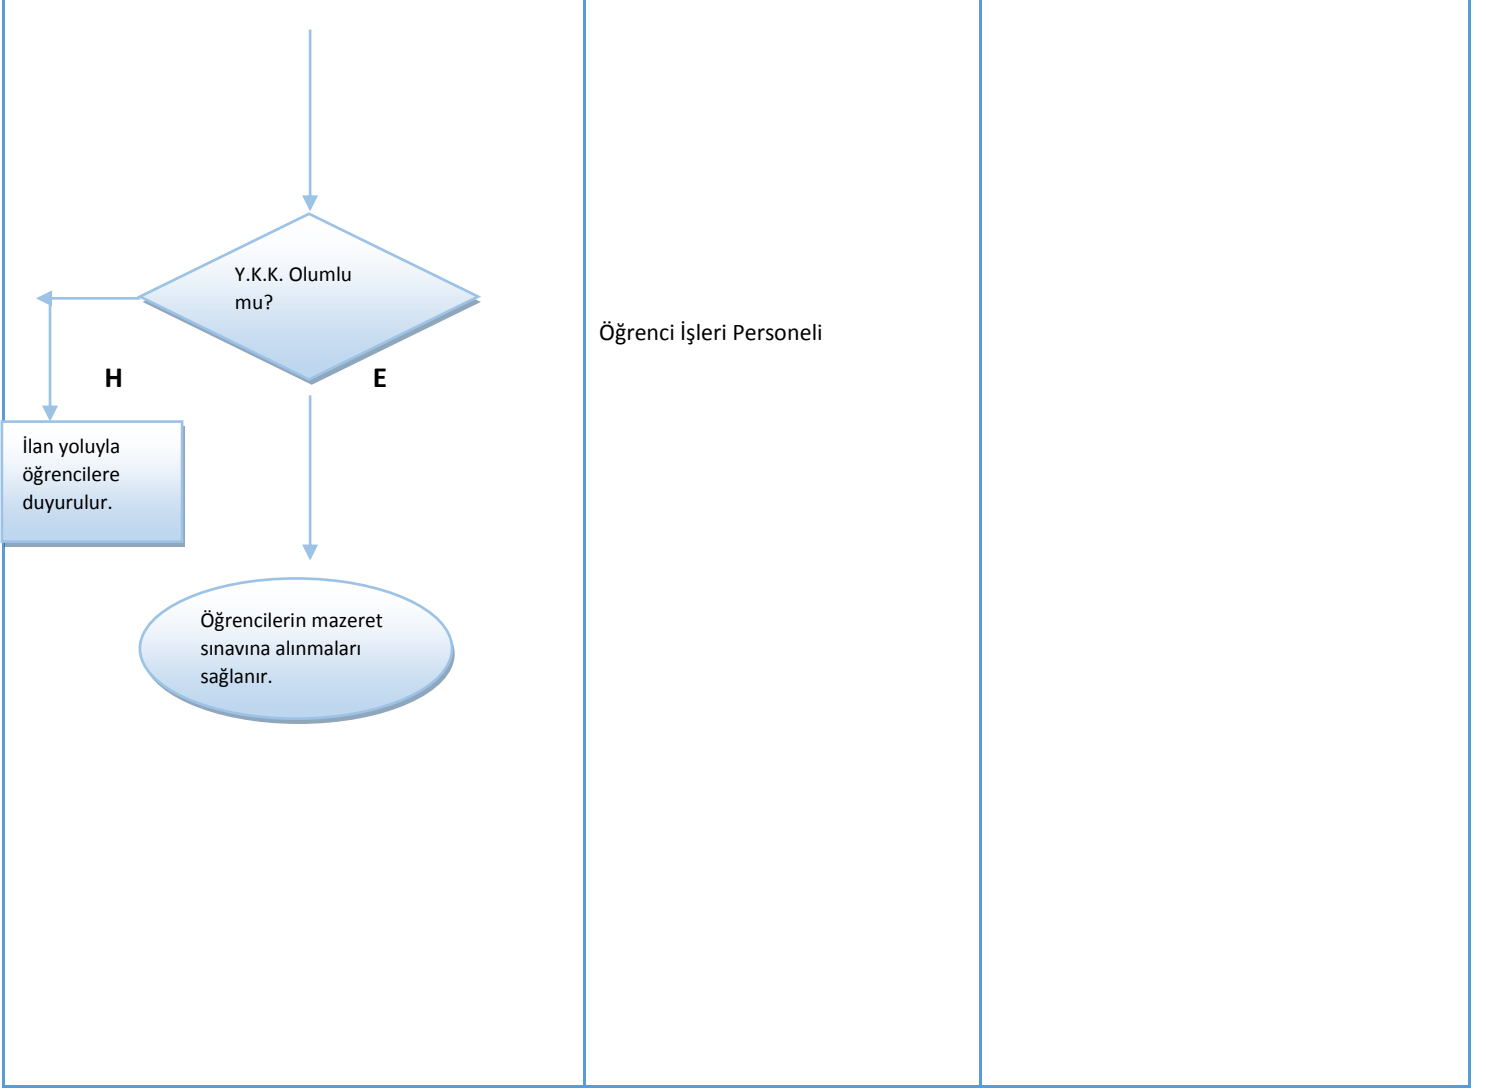 Y.K.K. Olumlu
mu?
Öğrenci İşleri Personeli
H
E
İlan yoluyla
öğrencilere
duyurulur.
Öğrencilerin mazeret
sınavına alınmaları
sağlanır.